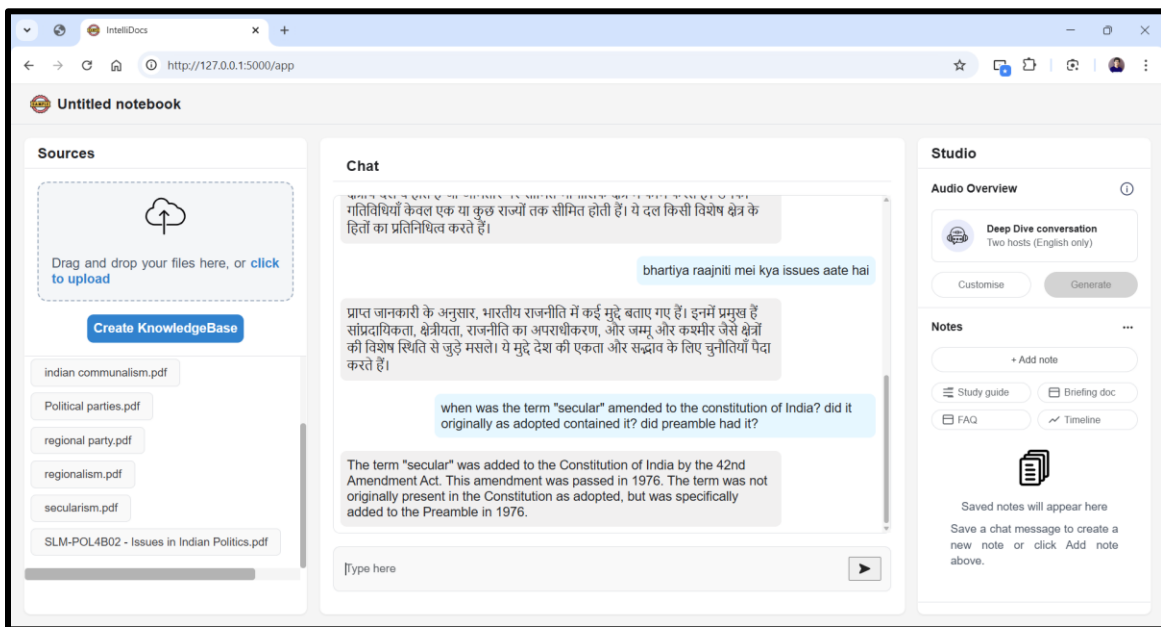 IntelliDocs
http://127.0.0.1:5000/app
Untitled notebook
Sources
Drag and drop your files here, or click
to upload
Create KnowledgeBase
indian communalism.pdf
Political parties.pdf
regional party.pdf
regionalism.pdf
secularism.pdf
SLM-POL4B02 - Issues in Indian Politics.pdf
Chat
गतिविधियाँ केवल एक या कुछ राज्यों तक सीमित होती हैं। ये दल किसी विशेष क्षेत्र के
हितों का प्रतिनिधित्व करते हैं।
bhartiya raajniti mei kya issues aate hai
प्राप्त जानकारी के अनुसार, भारतीय राजनीति में कई मुद्दे बताए गए हैं। इनमें प्रमुख हैं
सांप्रदायिकता, क्षेत्रीयता, राजनीति का अपराधीकरण, और जम्मू और कश्मीर जैसे क्षेत्रों
की विशेष स्थिति से जुड़े मसले। ये मुद्दे देश की एकता और सद्भाव के लिए चुनौतियाँ पैदा
करते हैं।
when was the term "secular" amended to the constitution of India? did it
originally as adopted contained it? did preamble had it?
The term "secular" was added to the Constitution of India by the 42nd
Amendment Act. This amendment was passed in 1976. The term was not
originally present in the Constitution as adopted, but was specifically
added to the Preamble in 1976.
Type here
Studio
Audio Overview
Deep Dive conversation
Two hosts (English only)
Customise
Generate
Notes
+ Add note
Study guide
Briefing doc
FAQ
Timeline
Saved notes will appear here
Save a chat message to create a
new note or click Add note
above.